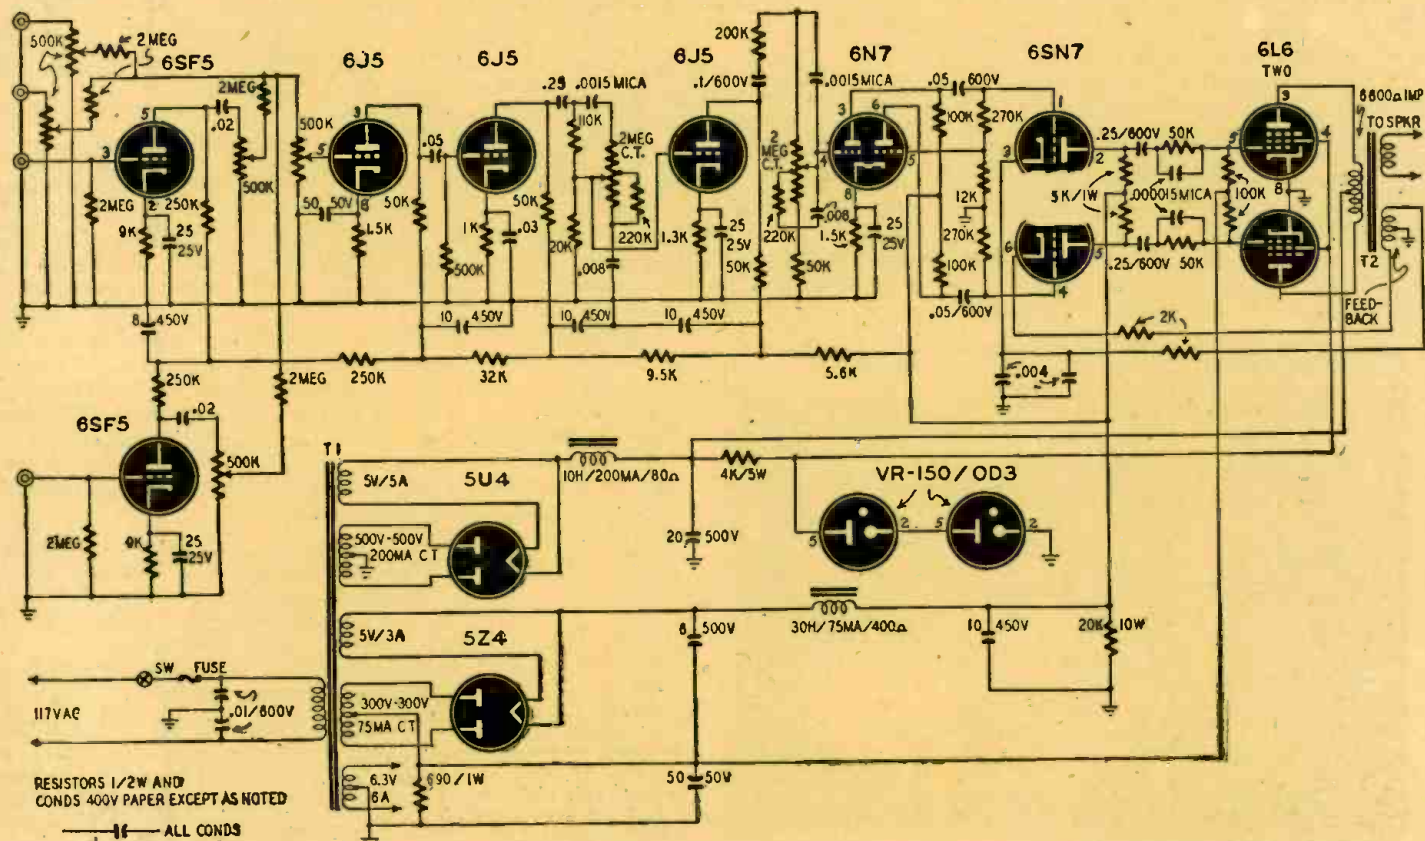 500K
2MEG
6SF5
6J5
6J5
6J5
6N7
6SN7
6L6
TWO
200K
.1/600V
.0015MICA
.05
600V
6600Ω IMP
TO SPKR
5
.02
2MEG
500K
3
.25
.0015MICA
110K
2MEG
C.T.
2
MEG
C.T.
3
6
100K
270K
1
9
4
3
5
.05
4
5
3
2
.25/600V
50K
5
2MEG
2
250K
500K
50
50V
8
50K
50K
20K
220K
220K
.008
12K
5K/1W
.000015MICA
100K
8
9K
25
25V
1.5K
1K
.03
1.3K
25
25V
8
1.5K
25
25V
270K
6
5
500K
.008
50K
50K
100K
.25/600V
50K
T2
8
450V
10
450V
10
450V
10
450V
.05/600V
4
FEED-
BACK
2K
250K
2MEG
250K
32K
9.5K
5.6K
.004
6SF5
.02
500K
T1
5V/5A
5U4
10H/200MA/80Ω
4K/5W
VR-150/OD3
2MEG
9K
25
25V
500V-500V
200MA CT
20
500V
5
2
5
2
5V/3A
5Z4
8
500V
30H/75MA/400Ω
10
450V
20K
10W
SW
FUSE
117VAC
.01/600V
300V-300V
75MA CT
RESISTORS 1/2W AND
CONDS 400V PAPER EXCEPT AS NOTED
6.3V
6A
690/1W
50
50V
ALL CONDS